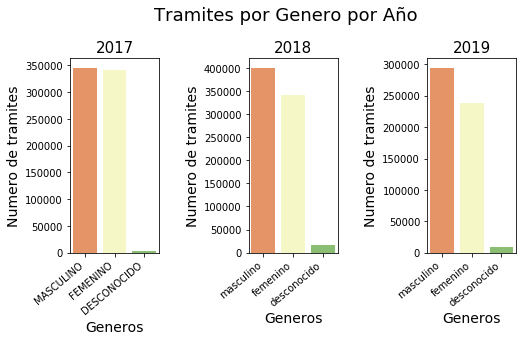 Tramites por Genero por Año
2017
350000
300000
250000
200000
150000
100000
50000
0
Numero de tramites
MASCULINO
FEMENINO
DESCONOCIDO
Generos
2018
400000
350000
300000
250000
200000
150000
100000
50000
0
Numero de tramites
masculino
femenino
desconocido
Generos
2019
300000
250000
200000
150000
100000
50000
0
Numero de tramites
masculino
femenino
desconocido
Generos